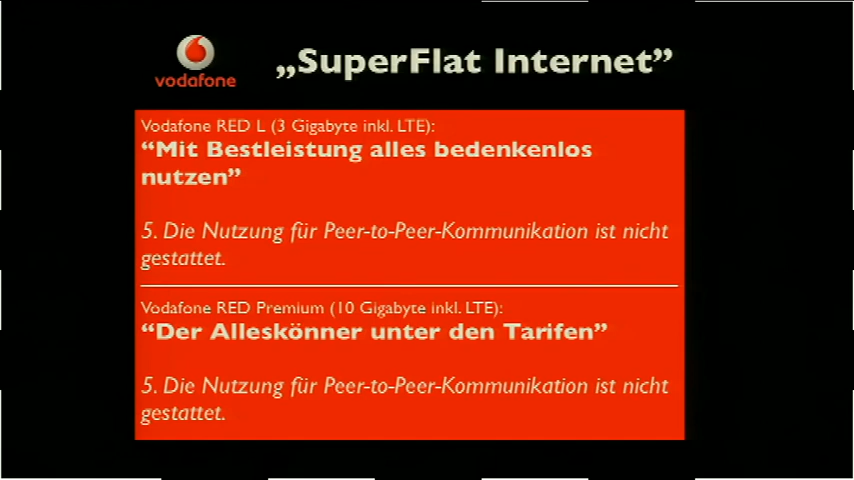 vodafone
„SuperFlat Internet”
Vodafone RED L (3 Gigabyte inkl. LTE):
“Mit Bestleistung alles bedenkenlos
nutzen”
5. Die Nutzung für Peer-to-Peer-Kommunikation ist nicht
gestattet.
Vodafone RED Premium (10 Gigabyte inkl. LTE):
“Der Alleskönner unter den Tarifen”
5. Die Nutzung für Peer-to-Peer-Kommunikation ist nicht
gestattet.